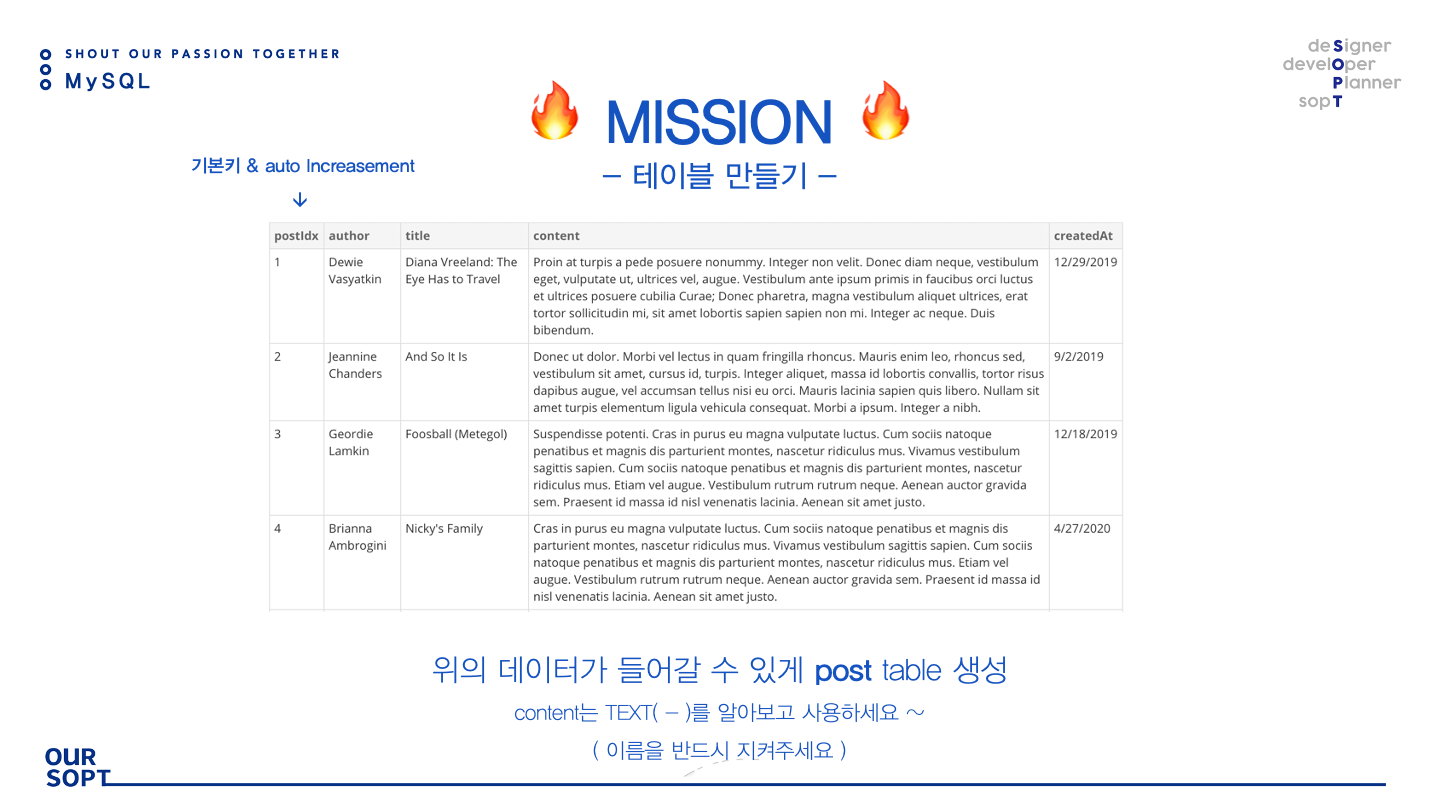 SHOUT OUR PASSION TOGETHER
MySQL
deSigner
develOper
Planner
sopT
MISSION
– 테이블 만들기 –
기본키 & auto Increasement
↓
postIdx author title content createdAt
1 Dewie Diana Vreeland: The Proin at turpis a pede posuere nonummy. Integer non velit. Donec diam neque, vestibulum 12/29/2019
Vasyatkin Eye Has to Travel eget, vulputate ut, ultrices vel, augue. Vestibulum ante ipsum primis in faucibus orci luctus
et ultrices posuere cubilia Curae; Donec pharetra, magna vestibulum aliquet ultrices, erat
tortor sollicitudin mi, sit amet lobortis sapien sapien non mi. Integer ac neque. Duis
bibendum.
2 Jeannine And So It Is Donec ut dolor. Morbi vel lectus in quam fringilla rhoncus. Mauris enim leo, rhoncus sed, 9/2/2019
Chanders vestibulum sit amet, cursus id, turpis. Integer aliquet, massa id lobortis convallis, tortor risus
dapibus augue, vel accumsan tellus nisi eu orci. Mauris lacinia sapien quis libero. Nullam sit
amet turpis elementum ligula vehicula consequat. Morbi a ipsum. Integer a nibh.
3 Geordie Foosball (Metegol) Suspendisse potenti. Cras in purus eu magna vulputate luctus. Cum sociis natoque 12/18/2019
Lamkin penatibus et magnis dis parturient montes, nascetur ridiculus mus. Vivamus vestibulum
sagittis sapien. Cum sociis natoque penatibus et magnis dis parturient montes, nascetur
ridiculus mus. Etiam vel augue. Vestibulum rutrum rutrum neque. Aenean auctor gravida
sem. Praesent id massa id nisl venenatis lacinia. Aenean sit amet justo.
4 Brianna Nicky's Family Cras in purus eu magna vulputate luctus. Cum sociis natoque penatibus et magnis dis 4/27/2020
Ambrogini parturient montes, nascetur ridiculus mus. Vivamus vestibulum sagittis sapien. Cum sociis
natoque penatibus et magnis dis parturient montes, nascetur ridiculus mus. Etiam vel
augue. Vestibulum rutrum rutrum neque. Aenean auctor gravida sem. Praesent id massa id
nisl venenatis lacinia. Aenean sit amet justo.
위의 데이터가 들어갈 수 있게 post table 생성
content는 TEXT( – )를 알아보고 사용하세요 ~
( 이름을 반드시 지켜주세요 )
OUR
SOPT